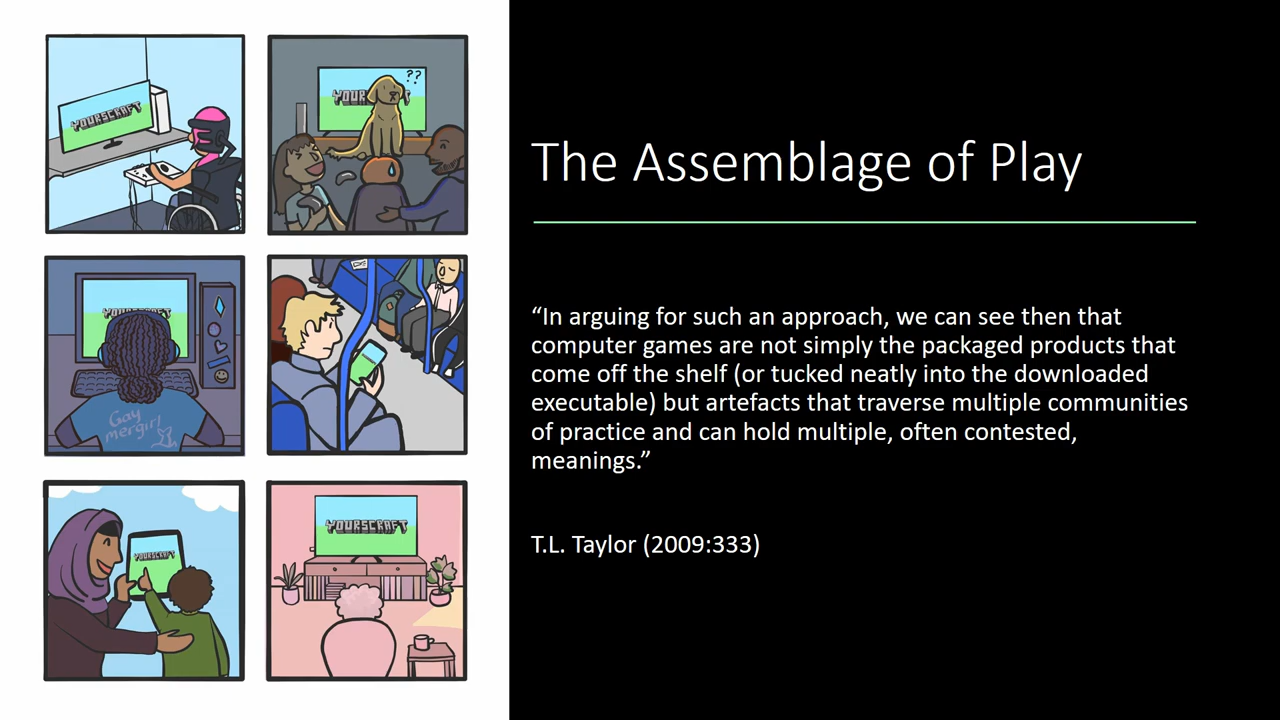 YOURSCRAFT
??
YOUR T
YOURSCRAFT
Gay
mergirl
YOURSCRAFT
YOURSCRAFT
The Assemblage of Play
“In arguing for such an approach, we can see then that
computer games are not simply the packaged products that
come off the shelf (or tucked neatly into the downloaded
executable) but artefacts that traverse multiple communities
of practice and can hold multiple, often contested,
meanings.”
T.L. Taylor (2009:333)